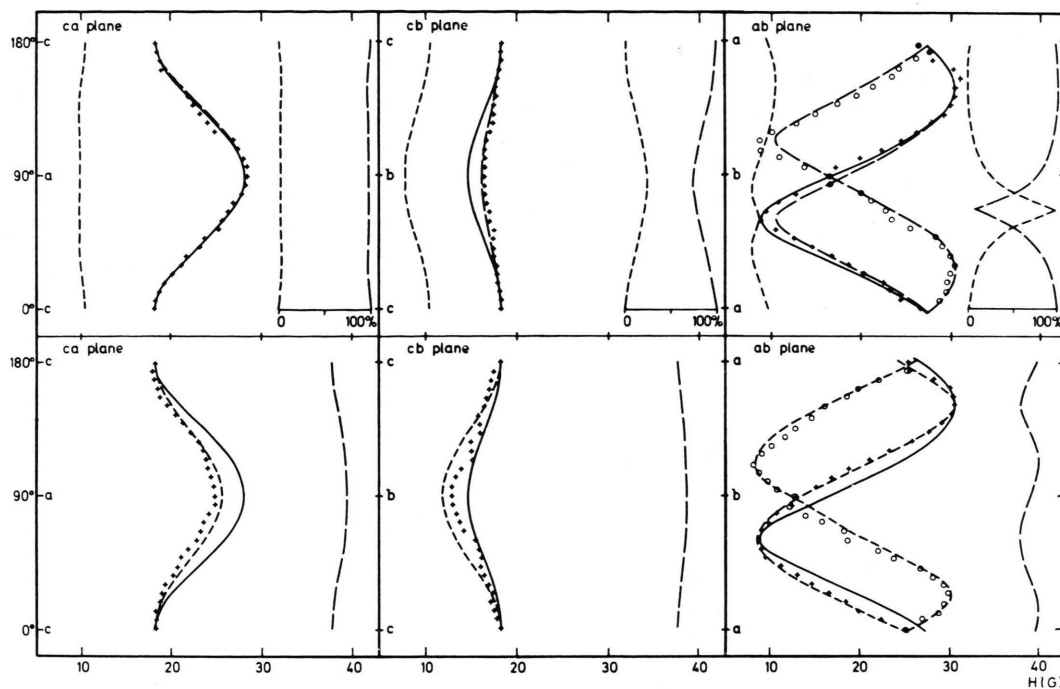 ca plane
cb plane
ab plane
180° c
c
a
90° a
b
b
0° c
c
a
0 100%
0 100%
0 100%
ca plane
cb plane
ab plane
180° c
c
a
90° a
b
b
0° c
c
a
10 20 30 40
10 20 30 40
10 20 30 40
H(G)